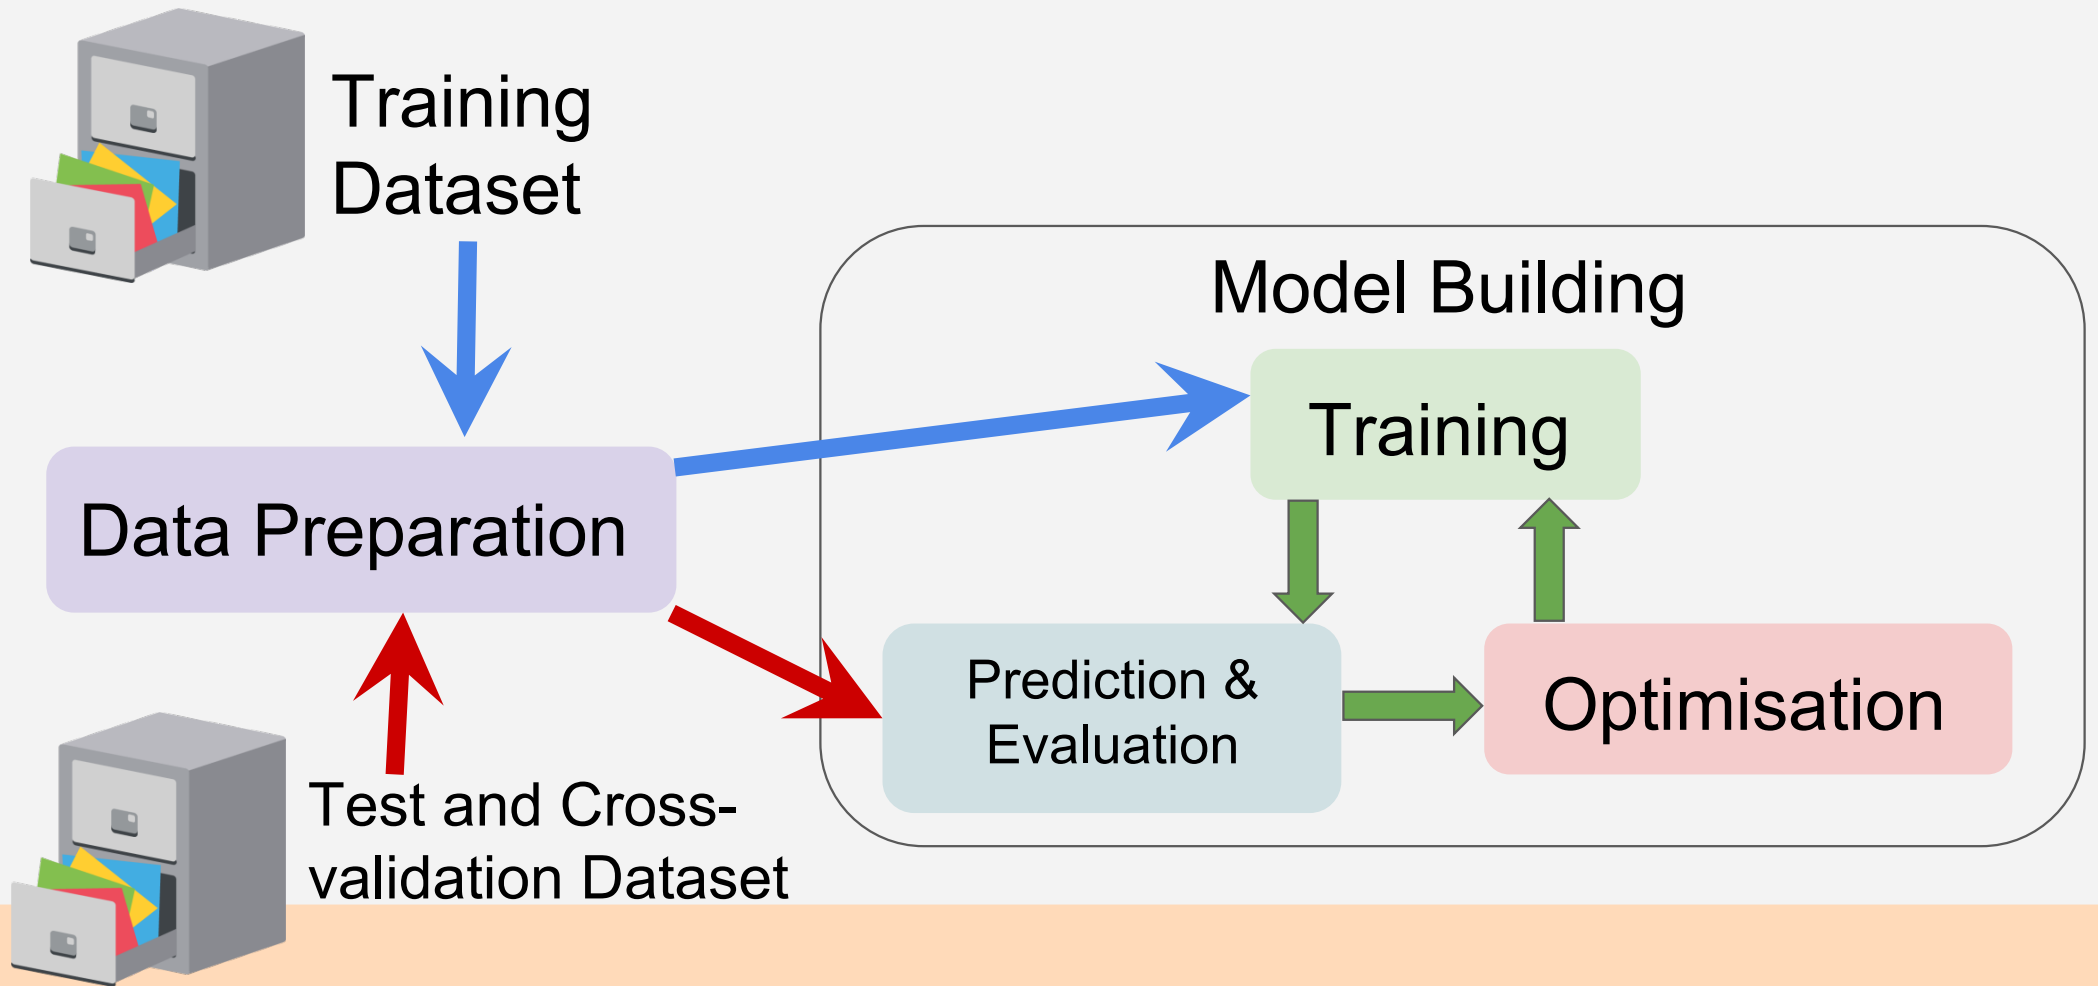 Training
Dataset
Model Building
Training
Data Preparation
Prediction &
Evaluation
Optimisation
Test and Cross-
validation Dataset